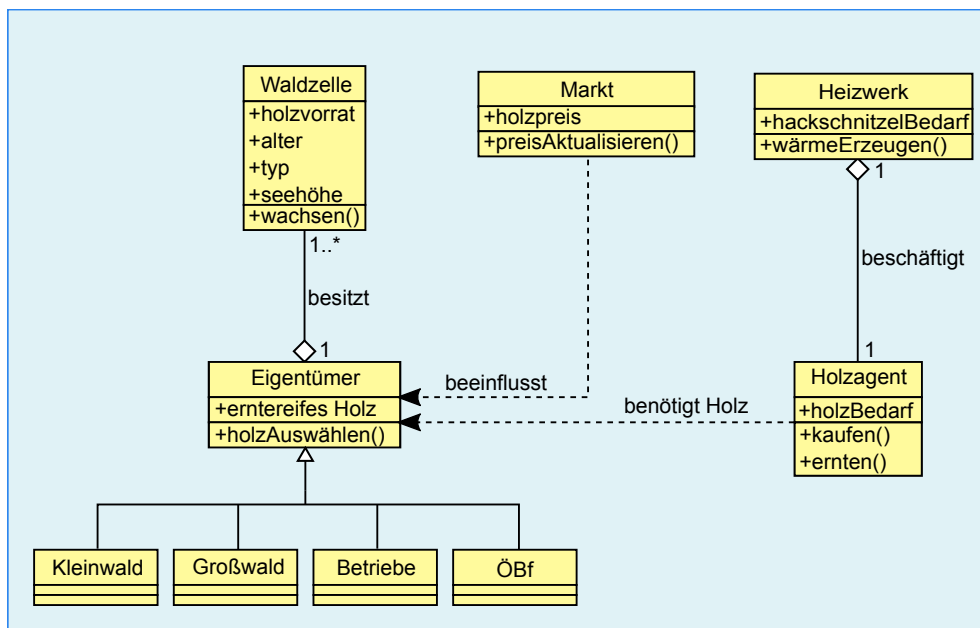 Waldzelle
+holzvorrat
+alter
+typ
+seehöhe
+wachsen()
1..*
besitzt
1
Markt
+holzpreis
+preisAktualisieren()
Heizwerk
+hackschnitzelBedarf
+wärmeErzeugen()
1
beschäftigt
1
Eigentümer
+erntereifes Holz
+holzAuswählen()
beeinflusst
benötigt Holz
Holzagent
+holzBedarf
+kaufen()
+ernten()
Kleinwald
Großwald
Betriebe
ÖBf